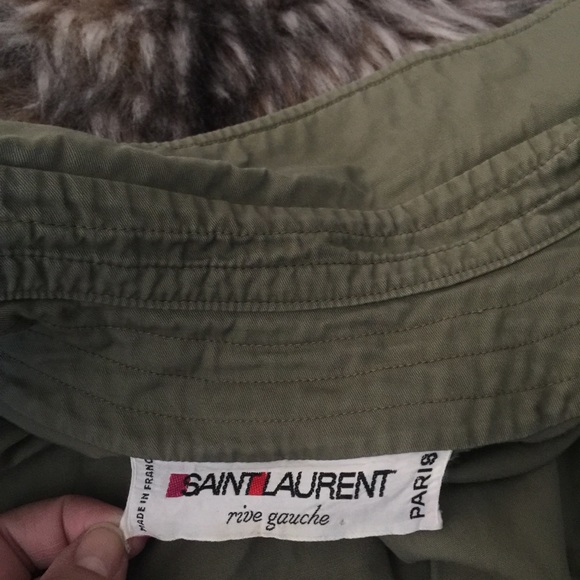 MADE IN FRANCE
SAINT LAURENT
rive gauche
PARIS